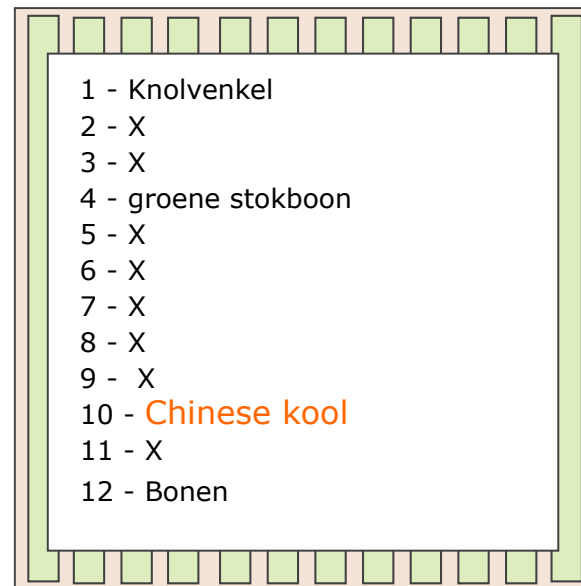 1 - Knolvenkel
2 - X
3 - X
4 - groene stokboon
5 - X
6 - X
7 - X
8 - X
9 -  X
10 - Chinese kool
11 - X
12 - Bonen